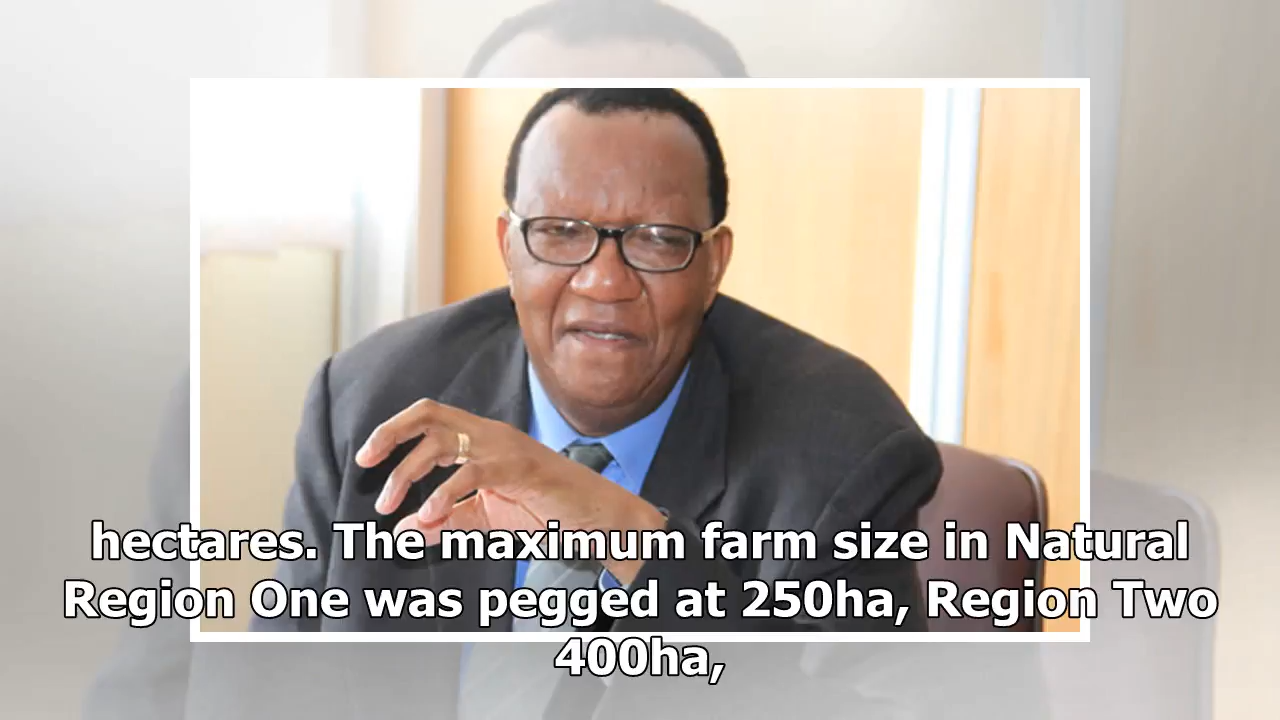 hectares. The maximum farm size in Natural
Region One was pegged at 250ha, Region Two
400ha,